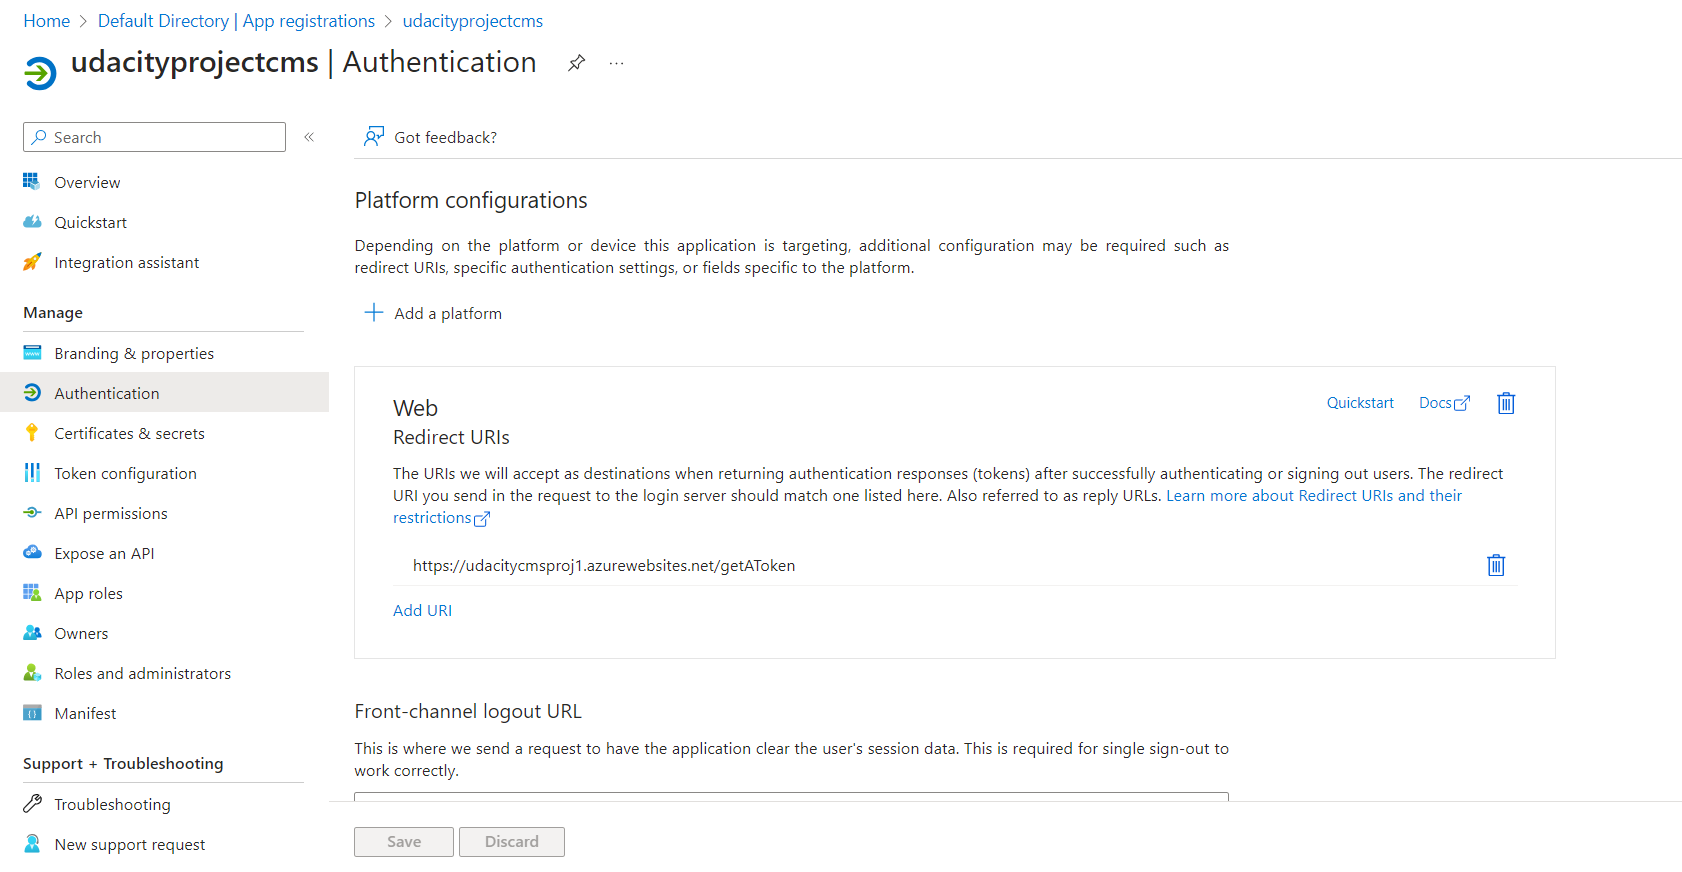 Home > Default Directory | App registrations > udacityprojectcms
udacityprojectcms | Authentication
Search
«
Overview
Quickstart
Integration assistant
Manage
Branding & properties
Authentication
Certificates & secrets
Token configuration
API permissions
Expose an API
App roles
Owners
Roles and administrators
Manifest
Support + Troubleshooting
Troubleshooting
New support request
Got feedback?
Platform configurations
Depending on the platform or device this application is targeting, additional configuration may be required such as
redirect URIs, specific authentication settings, or fields specific to the platform.
Add a platform
Web
Quickstart
Docs
Redirect URIs
The URIs we will accept as destinations when returning authentication responses (tokens) after successfully authenticating or signing out users. The redirect
URI you send in the request to the login server should match one listed here. Also referred to as reply URLs. Learn more about Redirect URIs and their
restrictions
https://udacitycmsproj1.azurewebsites.net/getAToken
Add URI
Front-channel logout URL
This is where we send a request to have the application clear the user's session data. This is required for single sign-out to
work correctly.
Save
Discard